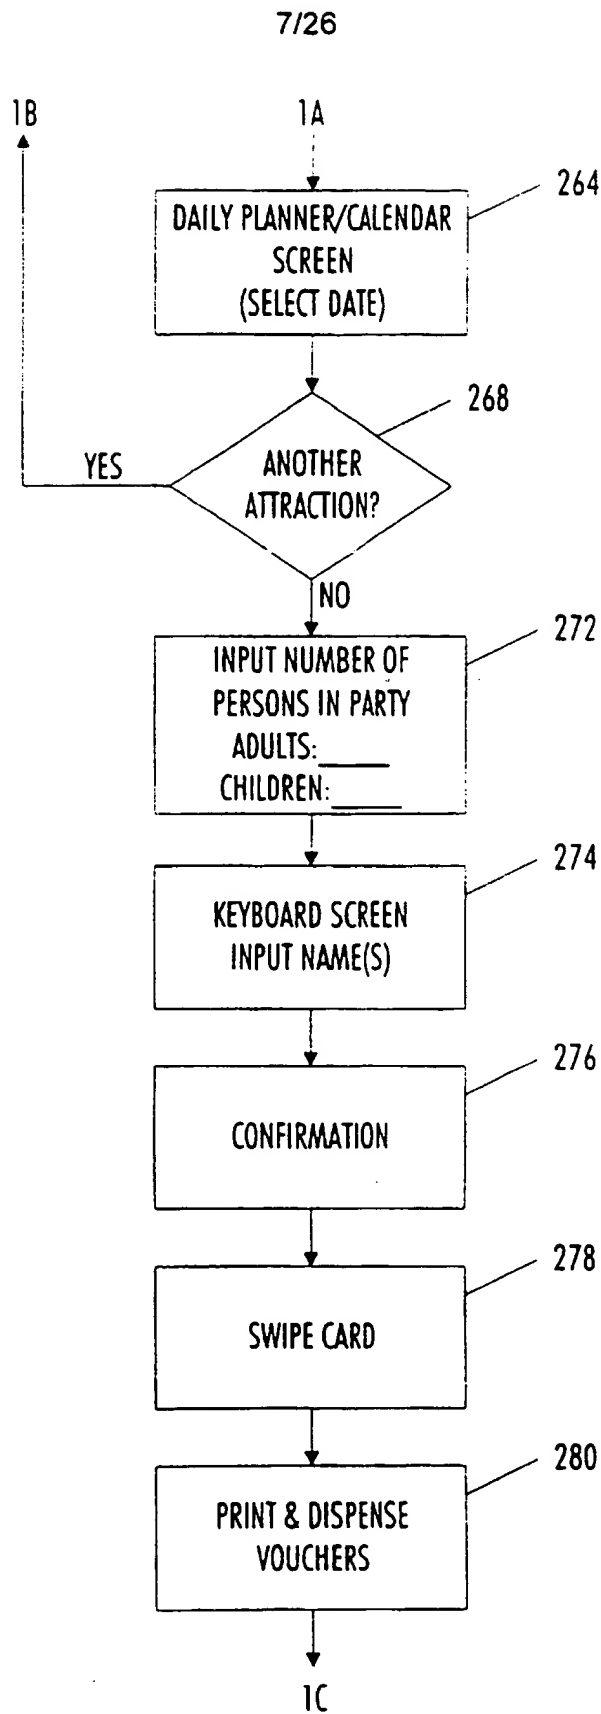 7/26
1B
1A
264
DAILY PLANNER/CALENDAR
SCREEN
(SELECT DATE)
268
YES
ANOTHER
ATTRACTION?
NO
272
INPUT NUMBER OF
PERSONS IN PARTY
ADULTS:_____
CHILDREN:_____
274
KEYBOARD SCREEN
INPUT NAME(S)
276
CONFIRMATION
278
SWIPE CARD
280
PRINT & DISPENSE
VOUCHERS
1C